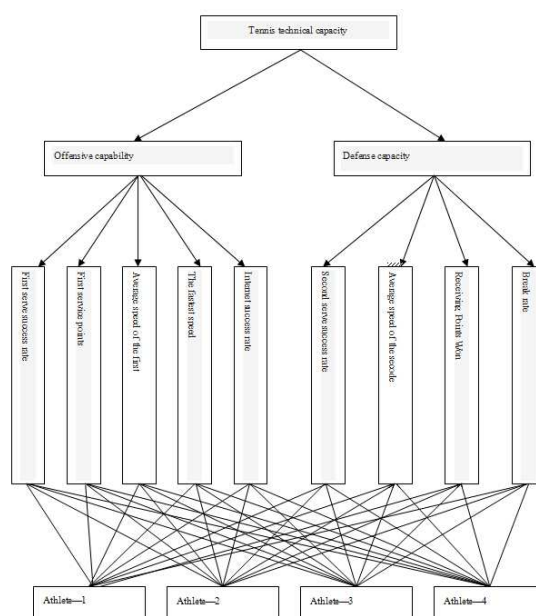 Tennis technical capacity
Offensive capability
Defense capacity
First serve success rate
First service points
Average speed of the first
The fastest speed
Internet success rate
Second serve success rate
Average speed of the secode
Receiving Points Won
Break rate
Athlete—1
Athlete—2
Athlete—3
Athlete—4